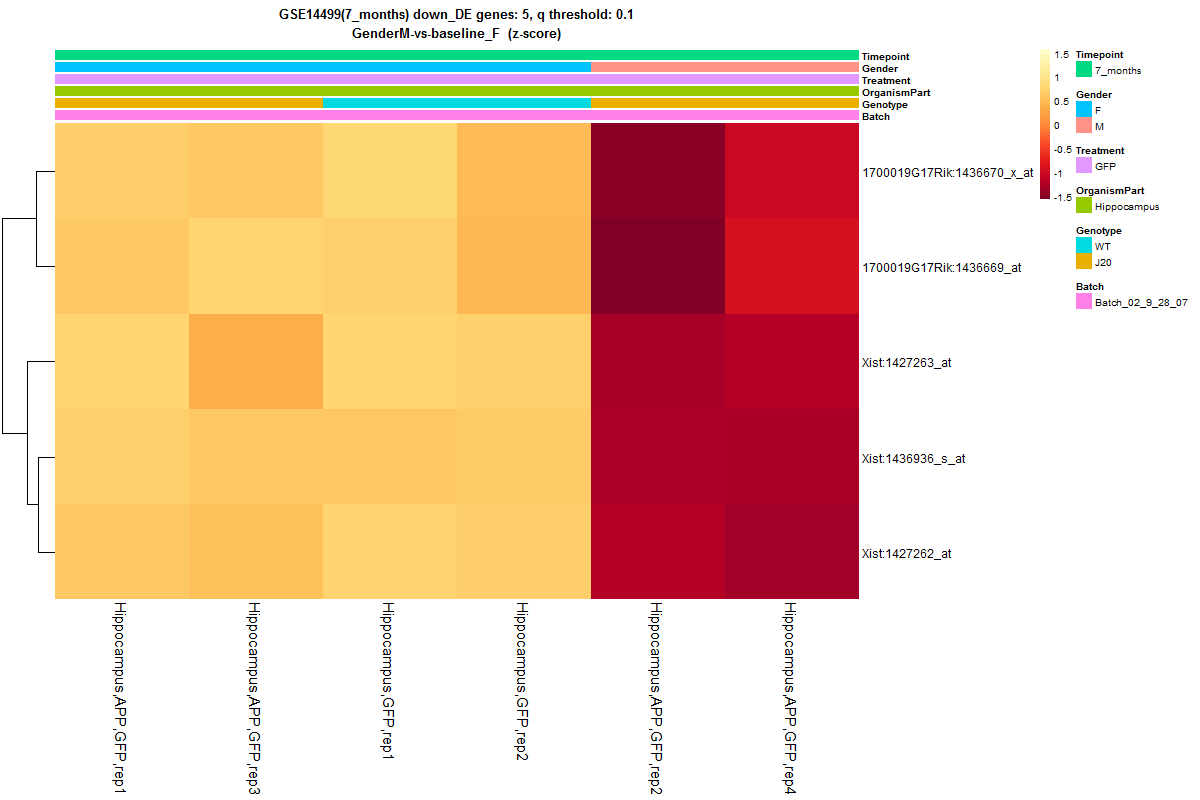 GSE14499(7_months) down_DE genes: 5, q threshold: 0.1
GenderM-vs-baseline_F (z-score)
Timepoint
Gender
Treatment
OrganismPart
Genotype
Batch
1700019G17Rik:1436670_x_at
1700019G17Rik:1436669_at
Xist:1427263_at
Xist:1436936_s_at
Xist:1427262_at
Hippocampus,APP,GFP,rep1
Hippocampus,APP,GFP,rep3
Hippocampus,GFP,rep1
Hippocampus,GFP,rep2
Hippocampus,APP,GFP,rep2
Hippocampus,APP,GFP,rep4
1.5
1
0.5
0
-0.5
-1
-1.5
Timepoint
7_months
Gender
F
M
Treatment
GFP
OrganismPart
Hippocampus
Genotype
WT
J20
Batch
Batch_02_9_28_07